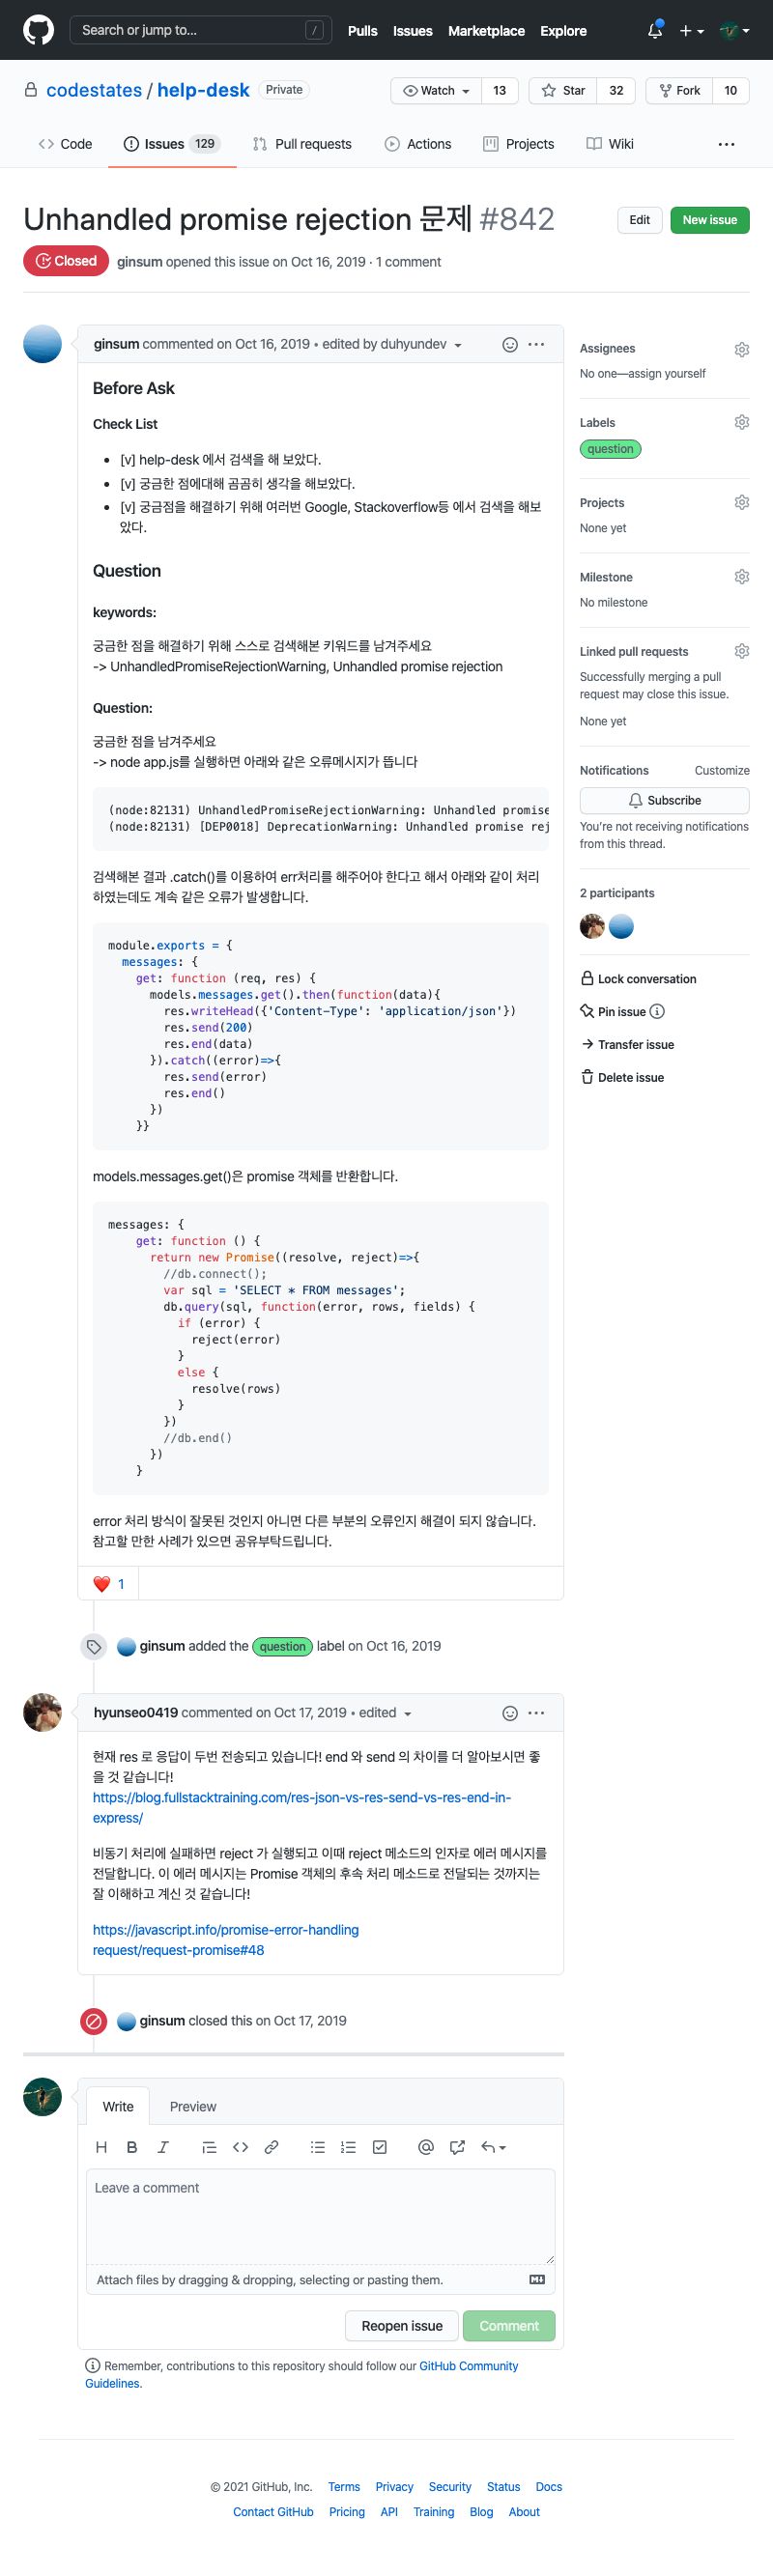 Search or jump to...
/
Pulls Issues Marketplace Explore
codestates / help-desk Private
Watch 13 Star 32 Fork 10
Code Issues 129 Pull requests Actions Projects Wiki
Unhandled promise rejection 문제 #842
Edit New issue
Closed ginsum opened this issue on Oct 16, 2019 · 1 comment
ginsum commented on Oct 16, 2019 • edited by duhyundev
Before Ask
Check List
[v] help-desk 에서 검색을 해 보았다.
[v] 궁금한 점에대해 곰곰히 생각을 해보았다.
[v] 궁금점을 해결하기 위해 여러번 Google, Stackoverflow등 에서 검색을 해보
았다.
Question
keywords:
궁금한 점을 해결하기 위해 스스로 검색해본 키워드를 남겨주세요
-> UnhandledPromiseRejectionWarning, Unhandled promise rejection
Question:
궁금한 점을 남겨주세요
-> node app.js를 실행하면 아래와 같은 오류메시지가 뜹니다
(node:82131) UnhandledPromiseRejectionWarning: Unhandled promise
(node:82131) [DEP0018] DeprecationWarning: Unhandled promise rej
검색해본 결과 .catch()를 이용하여 err처리를 해주어야 한다고 해서 아래와 같이 처리
하였는데도 계속 같은 오류가 발생합니다.
module.exports = {
messages: {
get: function (req, res) {
models.messages.get().then(function(data){
res.writeHead({'Content-Type': 'application/json'})
res.send(200)
res.end(data)
}).catch((error)=>{
res.send(error)
res.end()
})
}}
models.messages.get()은 promise 객체를 반환합니다.
messages: {
get: function () {
return new Promise((resolve, reject)=>{
//db.connect();
var sql = 'SELECT * FROM messages';
db.query(sql, function(error, rows, fields) {
if (error) {
reject(error)
}
else {
resolve(rows)
}
})
//db.end()
})
}
error 처리 방식이 잘못된 것인지 아니면 다른 부분의 오류인지 해결이 되지 않습니다.
참고할 만한 사례가 있으면 공유부탁드립니다.
❤️ 1
ginsum added the question label on Oct 16, 2019
hyunseo0419 commented on Oct 17, 2019 • edited
현재 res 로 응답이 두번 전송되고 있습니다! end 와 send 의 차이를 더 알아보시면 좋
을 것 같습니다!
https://blog.fullstacktraining.com/res-json-vs-res-send-vs-res-end-in-
express/
비동기 처리에 실패하면 reject 가 실행되고 이때 reject 메소드의 인자로 에러 메시지를
전달합니다. 이 에러 메시지는 Promise 객체의 후속 처리 메소드로 전달되는 것까지는
잘 이해하고 계신 것 같습니다!
https://javascript.info/promise-error-handling
request/request-promise#48
ginsum closed this on Oct 17, 2019
Write Preview
Leave a comment
Attach files by dragging & dropping, selecting or pasting them.
Reopen issue Comment
Remember, contributions to this repository should follow our GitHub Community
Guidelines.
Assignees
No one—assign yourself
Labels
question
Projects
None yet
Milestone
No milestone
Linked pull requests
Successfully merging a pull
request may close this issue.
None yet
Notifications Customize
Subscribe
You're not receiving notifications
from this thread.
2 participants
Lock conversation
Pin issue
Transfer issue
Delete issue
© 2021 GitHub, Inc. Terms Privacy Security Status Docs
Contact GitHub Pricing API Training Blog About